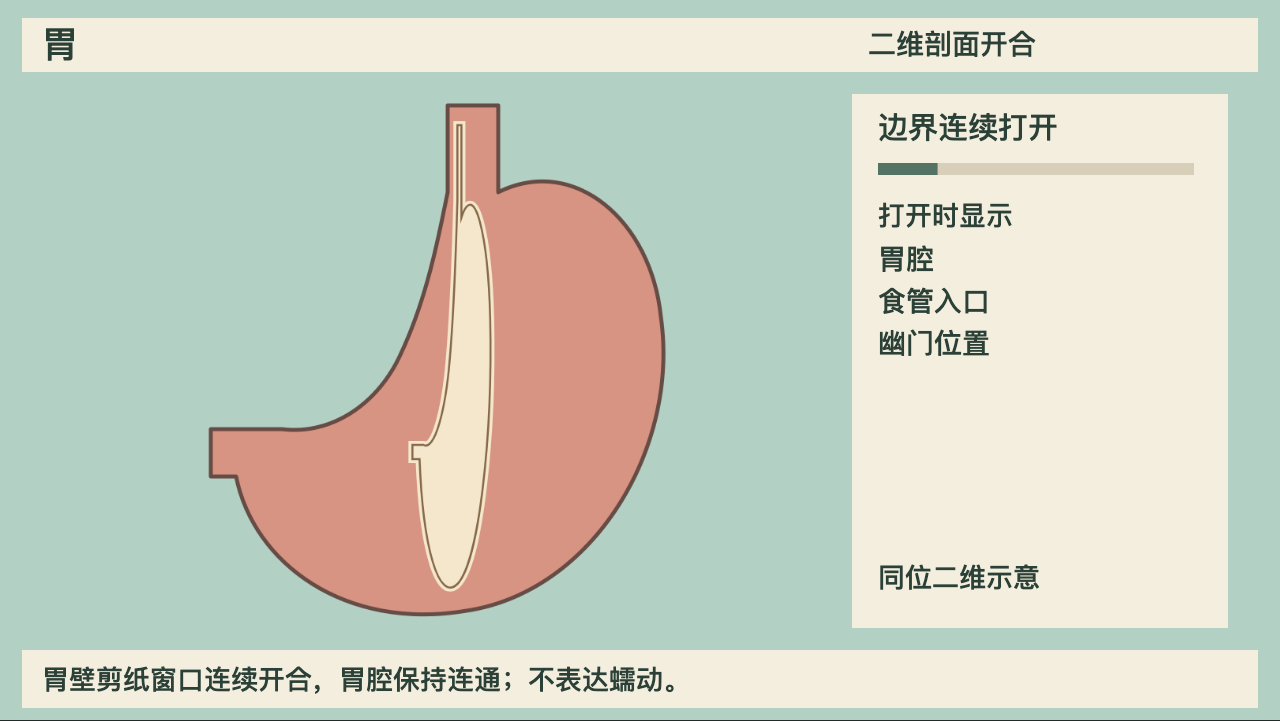 胃
二维剖面开合
边界连续打开
打开时显示
胃腔
食管入口
幽门位置
同位二维示意
胃壁剪纸窗口连续开合，胃腔保持连通；不表达蠕动。